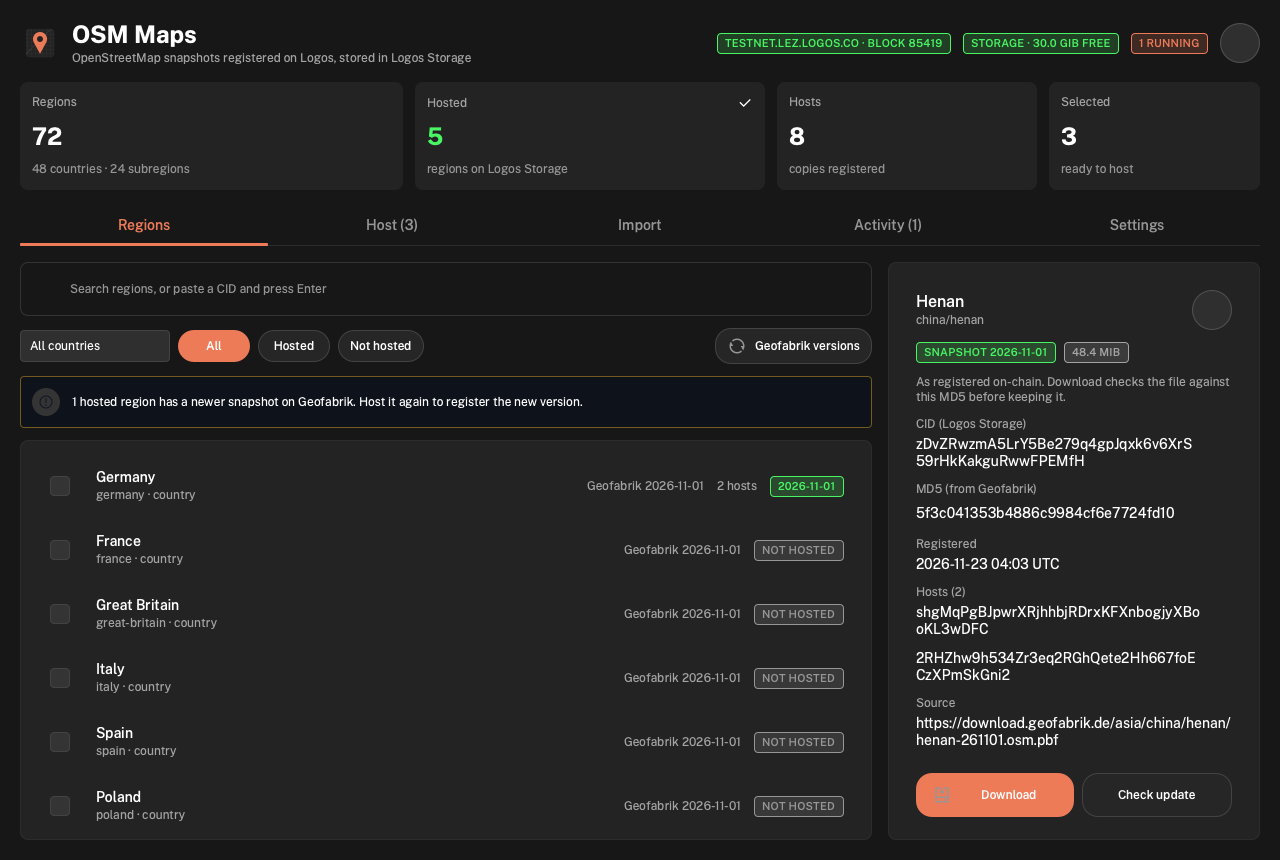 OSM Maps
OpenStreetMap snapshots registered on Logos, stored in Logos Storage
TESTNET.LEZ.LOGOS.CO · BLOCK 85419
STORAGE · 30.0 GIB FREE
1 RUNNING
Regions
72
48 countries · 24 subregions
Hosted
5
regions on Logos Storage
Hosts
8
copies registered
Selected
3
ready to host
Regions
Host (3)
Import
Activity (1)
Settings
Search regions, or paste a CID and press Enter
All countries
All
Hosted
Not hosted
Geofabrik versions
1 hosted region has a newer snapshot on Geofabrik. Host it again to register the new version.
Germany
germany · country
Geofabrik 2026-11-01
2 hosts
2026-11-01
France
france · country
Geofabrik 2026-11-01
NOT HOSTED
Great Britain
great-britain · country
Geofabrik 2026-11-01
NOT HOSTED
Italy
italy · country
Geofabrik 2026-11-01
NOT HOSTED
Spain
spain · country
Geofabrik 2026-11-01
NOT HOSTED
Poland
poland · country
Geofabrik 2026-11-01
NOT HOSTED
Henan
china/henan
SNAPSHOT 2026-11-01
48.4 MIB
As registered on-chain. Download checks the file against
this MD5 before keeping it.
CID (Logos Storage)
zDvZRwzmA5LrY5Be279q4gpJqxk6v6XrS
59rHkKakguRwwFPEMfH
MD5 (from Geofabrik)
5f3c041353b4886c9984cf6e7724fd10
Registered
2026-11-23 04:03 UTC
Hosts (2)
shgMqPgBJpwrXRjhhbjRDrxKFXnbogjyXBo
oKL3wDFC
2RHZhw9h534Zr3eq2RGhQete2Hh667foE
CzXPmSkGni2
Source
https://download.geofabrik.de/asia/china/henan/
henan-261101.osm.pbf
Download
Check update